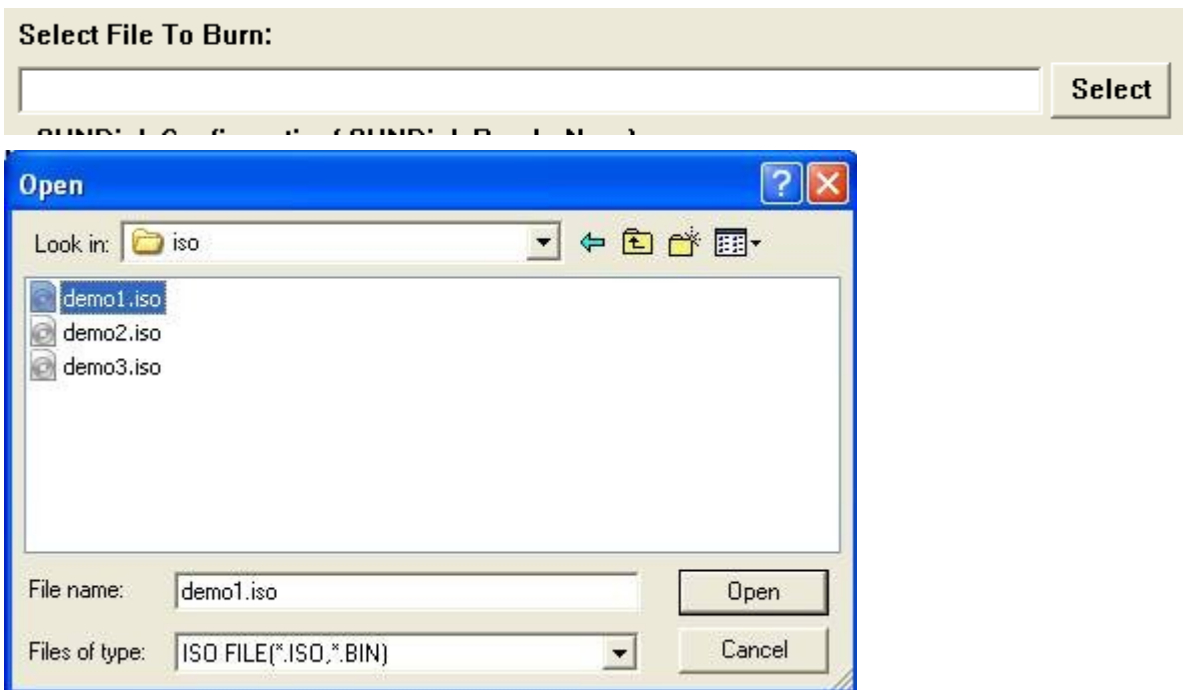 Select File To Burn:
Select
Open
Look in: iso
demo1.iso
demo2.iso
demo3.iso
File name: demo1.iso Open
Files of type: ISO FILE(*.ISO,*.BIN) Cancel